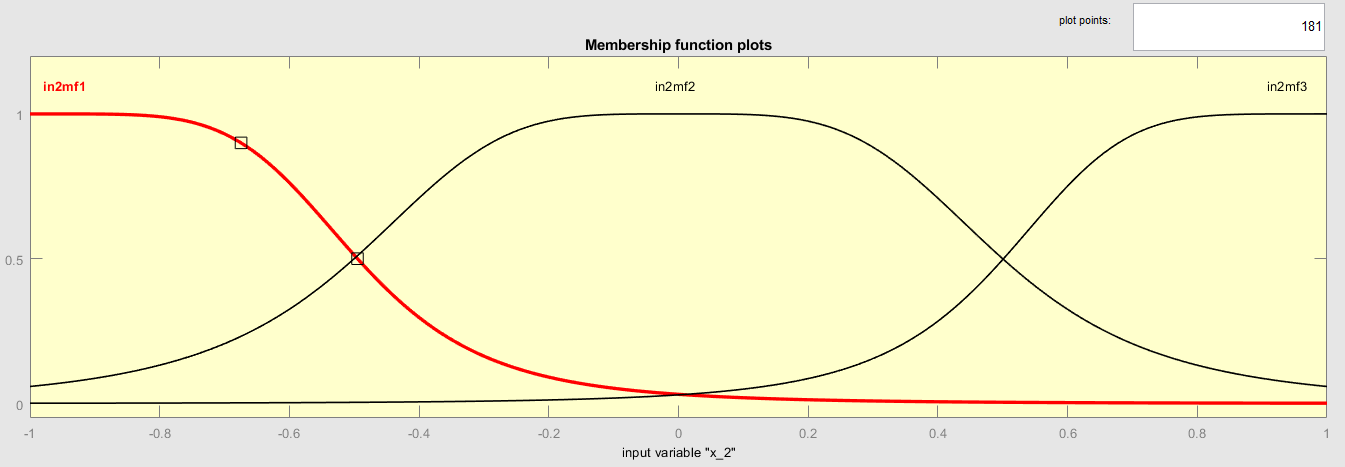 plot points: 181
Membership function plots
in2mf1 in2mf2 in2mf3
1
0.5
0
-1 -0.8 -0.6 -0.4 -0.2 0 0.2 0.4 0.6 0.8 1
input variable "x_2"